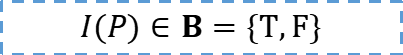 I(P) ∈ B = {T, F}